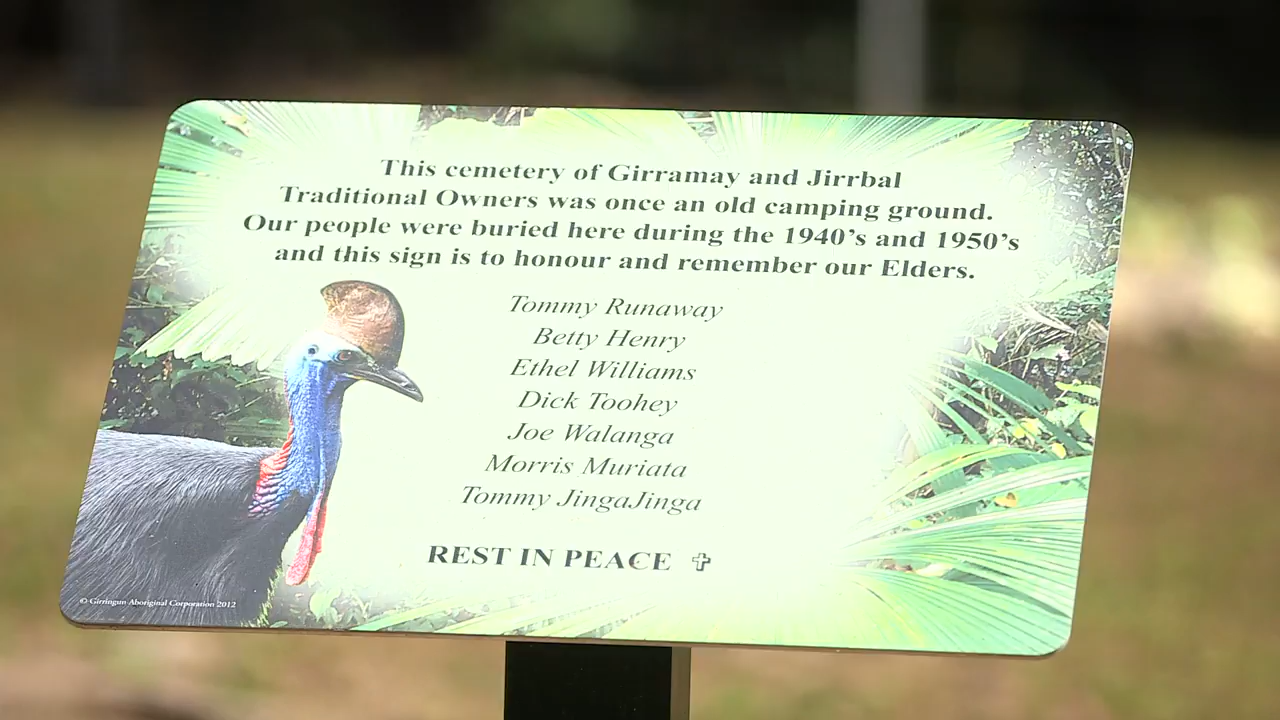 This cemetery of Girramay and Jirrbal
Traditional Owners was once an old camping ground.
Our people were buried here during the 1940's and 1950's
and this sign is to honour and remember our Elders.
Tommy Runaway
Betty Henry
Ethel Williams
Dick Toohey
Joe Walanga
Morris Muriata
Tommy JingaJinga
REST IN PEACE ✞
© Girringun Aboriginal Corporation 2012